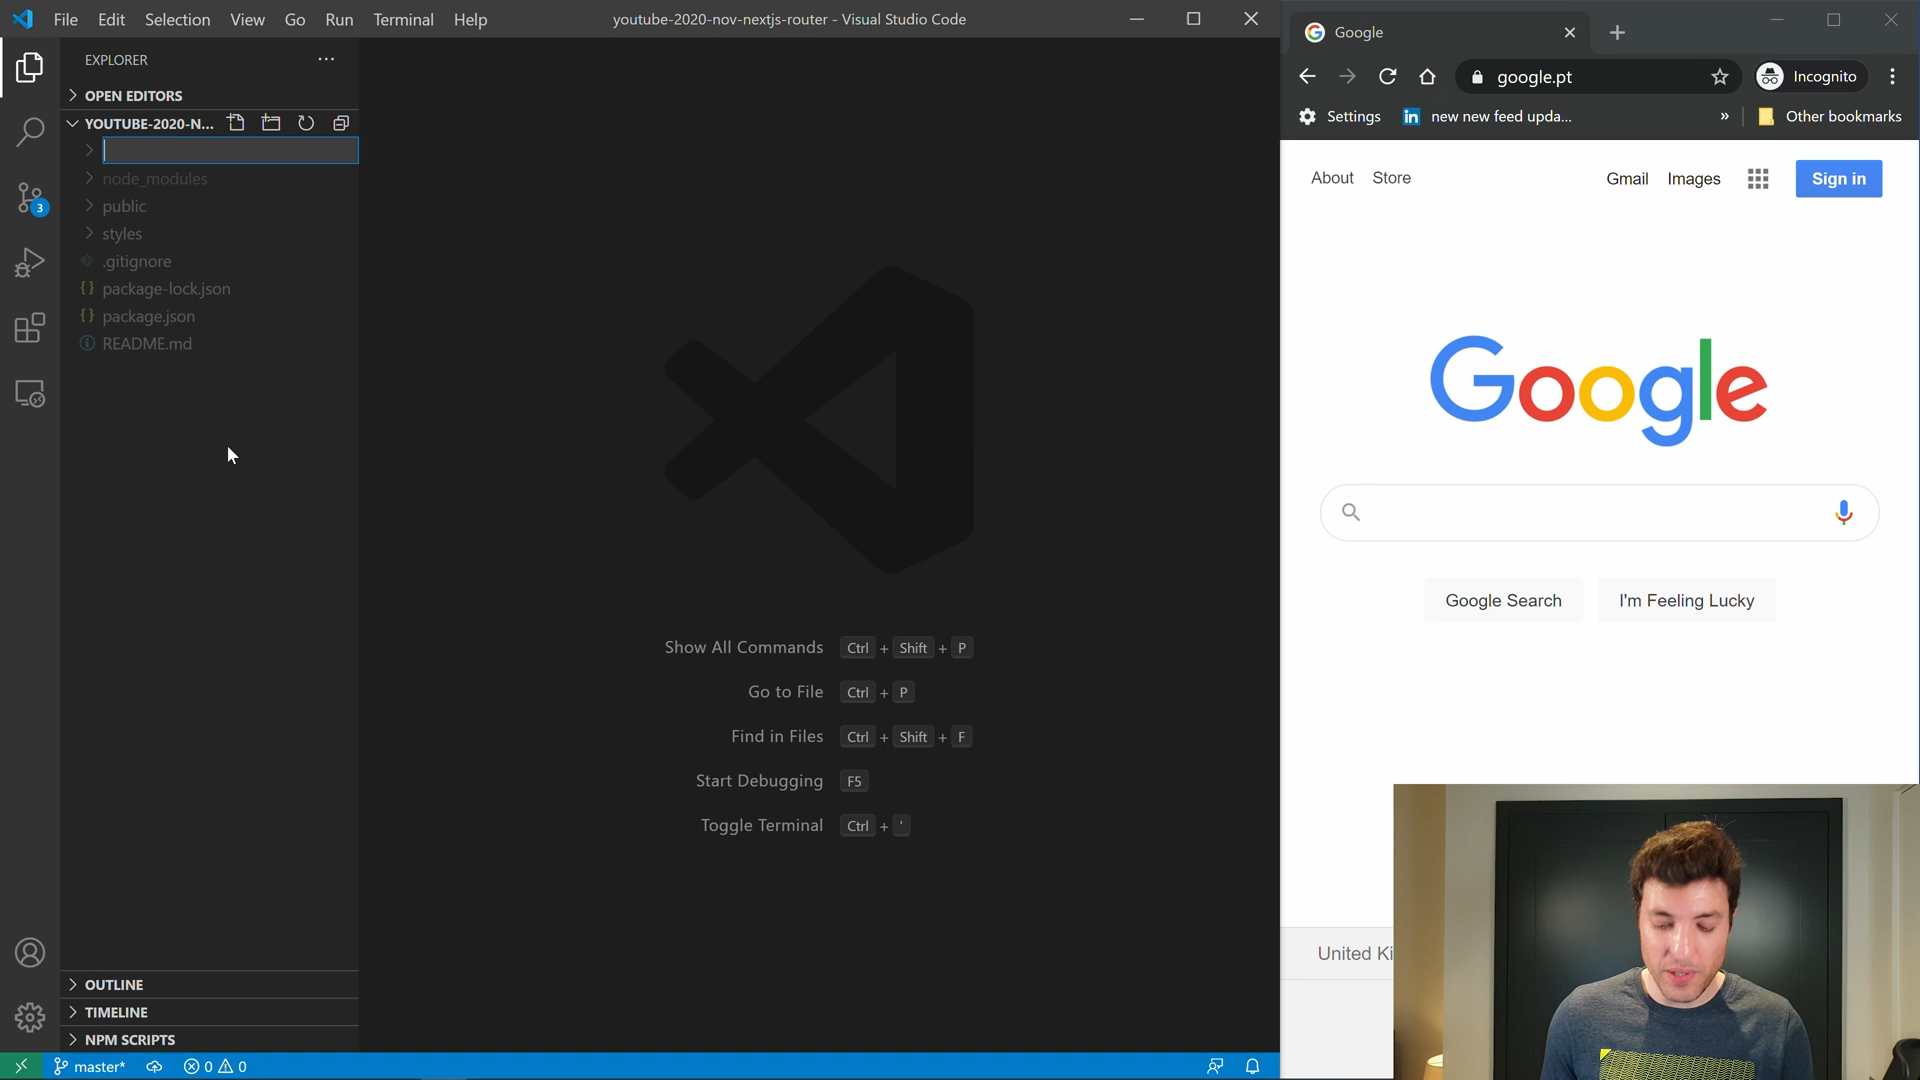 File Edit Selection View Go Run Terminal Help
youtube-2020-nov-nextjs-router - Visual Studio Code
EXPLORER
OPEN EDITORS
YOUTUBE-2020-N...
node_modules
public
styles
.gitignore
package-lock.json
package.json
README.md
3
Show All Commands Ctrl + Shift + P
Go to File Ctrl + P
Find in Files Ctrl + Shift + F
Start Debugging F5
Toggle Terminal Ctrl + '
OUTLINE
TIMELINE
NPM SCRIPTS
master* 0 0
Google
google.pt
Incognito
Settings
new new feed upda...
»
Other bookmarks
About Store
Gmail Images
Sign in
Google
Google Search
I'm Feeling Lucky
United Ki